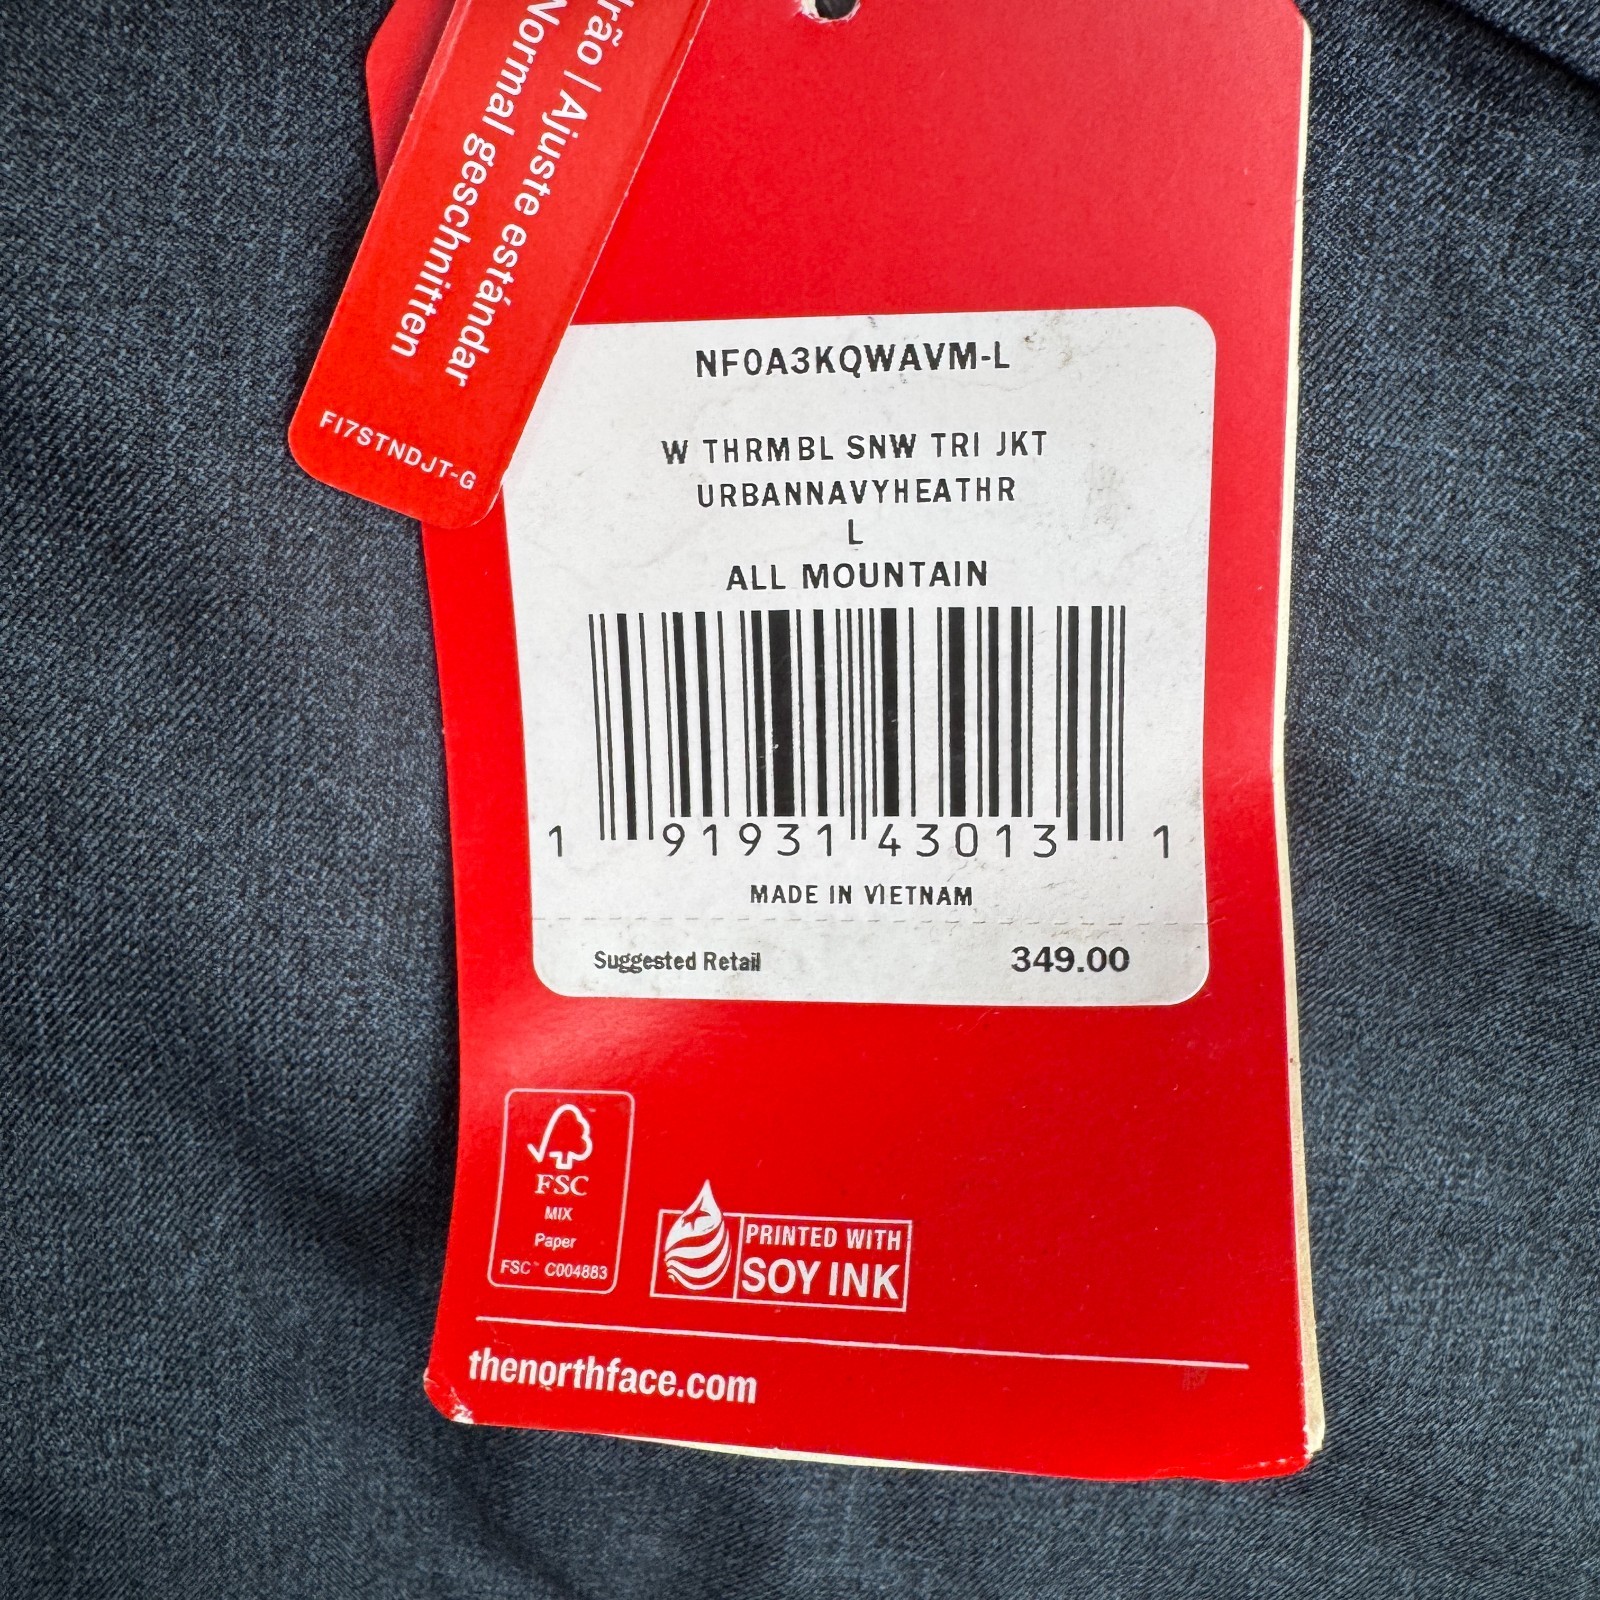 Ajuste estándar
Normal geschnitten
FI7STNDJT-G
NF0A3KQWAVM-L
W THRMBL SNW TRI JKT
URBANNAVYHEATHR
L
ALL MOUNTAIN
1 91931 43013 1
MADE IN VIETNAM
Suggested Retail 349.00
FSC
MIX
Paper
FSC™ C004883
PRINTED WITH
SOY INK
thenorthface.com